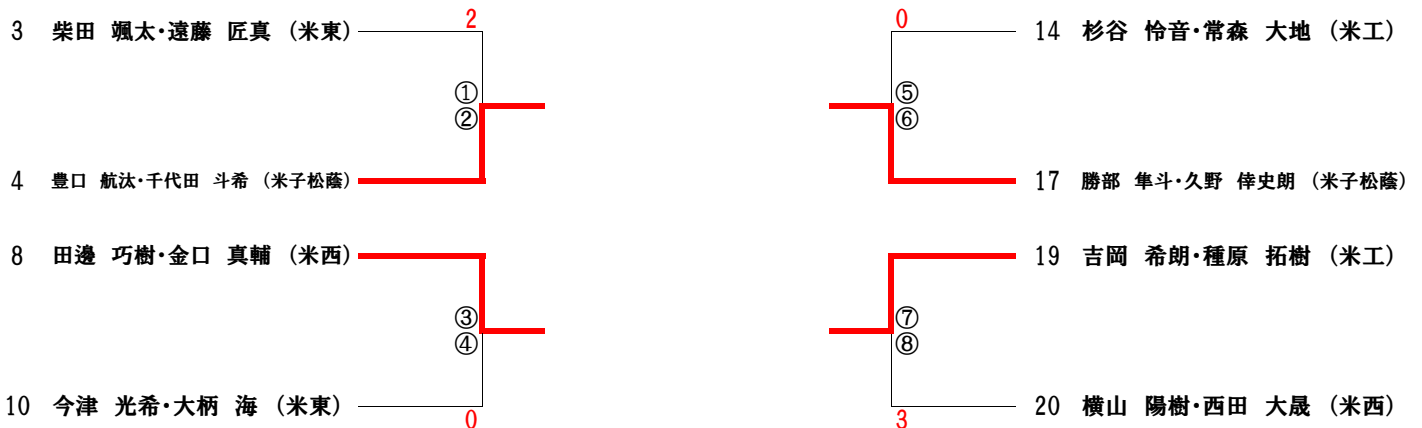 2
3 柴田 颯太・遠藤 匠真 (米東)
①
②
4 豊口 航汰・千代田 斗希 (米子松蔭)
8 田邊 巧樹・金口 真輔 (米西)
③
④
10 今津 光希・大柄 海 (米東)
0
0
14 杉谷 怜音・常森 大地 (米工)
⑤
⑥
17 勝部 隼斗・久野 倖史朗 (米子松蔭)
19 吉岡 希朗・種原 拓樹 (米工)
⑦
⑧
20 横山 陽樹・西田 大晟 (米西)
3